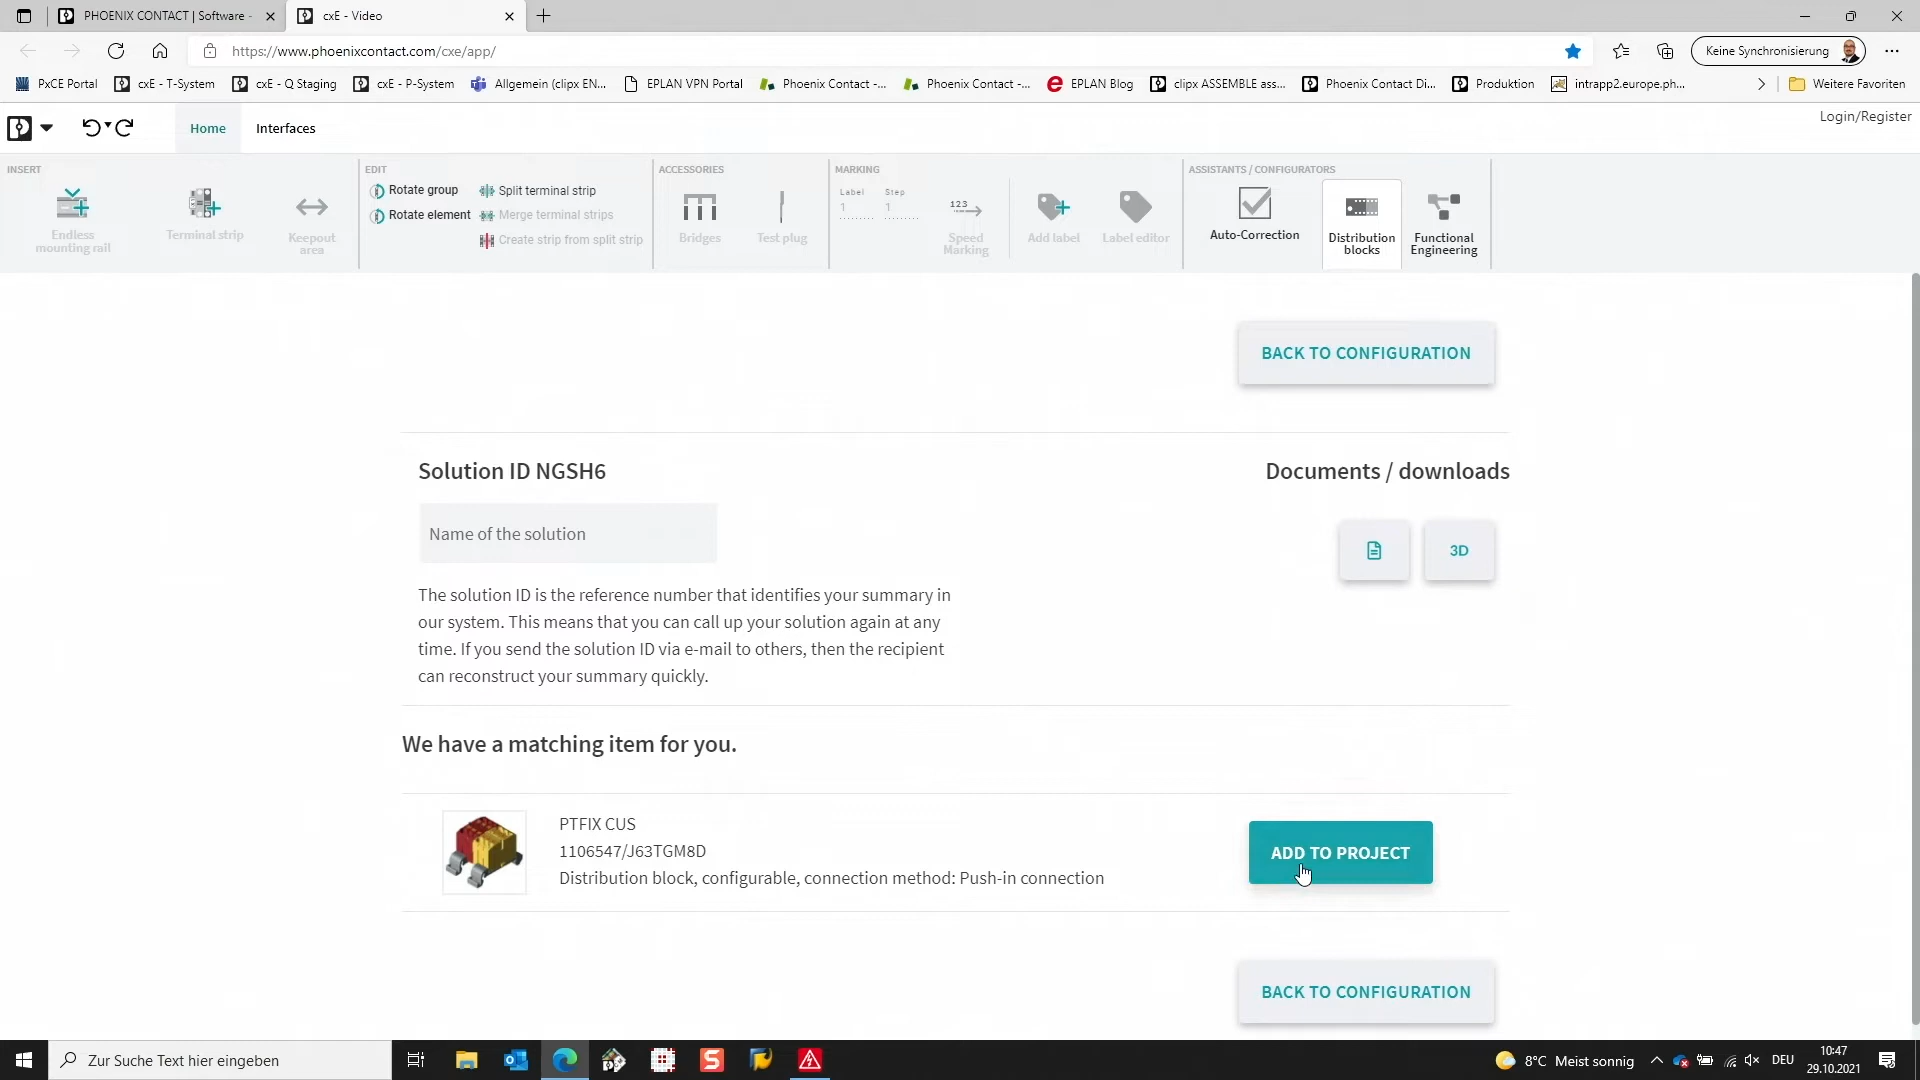 PHOENIX CONTACT | Software -
cxE - Video
https://www.phoenixcontact.com/cxe/app/
Keine Synchronisierung
PxCE Portal
cxE - T-System
cxE - Q Staging
cxE - P-System
Allgemein (clipx EN...
EPLAN VPN Portal
Phoenix Contact -...
Phoenix Contact -...
EPLAN Blog
clipx ASSEMBLE ass...
Phoenix Contact Di...
Produktion
intrapp2.europe.ph...
Weitere Favoriten
Login/Register
Home
Interfaces
INSERT
Endless
mounting rail
Terminal strip
Keepout
area
EDIT
Rotate group
Rotate element
Split terminal strip
Merge terminal strips
Create strip from split strip
ACCESSORIES
Bridges
Test plug
MARKING
Label
1
Step
1
123
Speed
Marking
Add label
Label editor
ASSISTANTS / CONFIGURATORS
Auto-Correction
Distribution
blocks
Functional
Engineering
BACK TO CONFIGURATION
Solution ID NGSH6
Documents / downloads
Name of the solution
3D
The solution ID is the reference number that identifies your summary in
our system. This means that you can call up your solution again at any
time. If you send the solution ID via e-mail to others, then the recipient
can reconstruct your summary quickly.
We have a matching item for you.
PTFIX CUS
1106547/J63TGM8D
Distribution block, configurable, connection method: Push-in connection
ADD TO PROJECT
BACK TO CONFIGURATION
Zur Suche Text hier eingeben
8°C Meist sonnig
DEU
10:47
29.10.2021